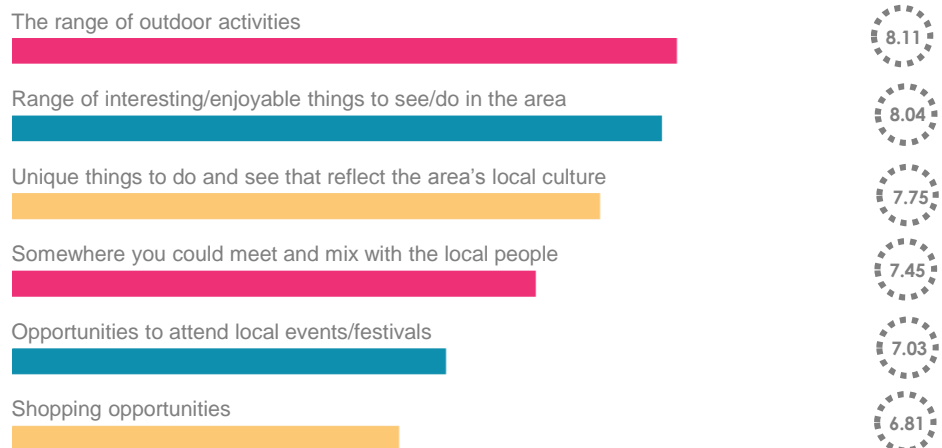 The range of outdoor activities
8.11
Range of interesting/enjoyable things to see/do in the area
8.04
Unique things to do and see that reflect the area’s local culture
7.75
Somewhere you could meet and mix with the local people
7.45
Opportunities to attend local events/festivals
7.03
Shopping opportunities
6.81